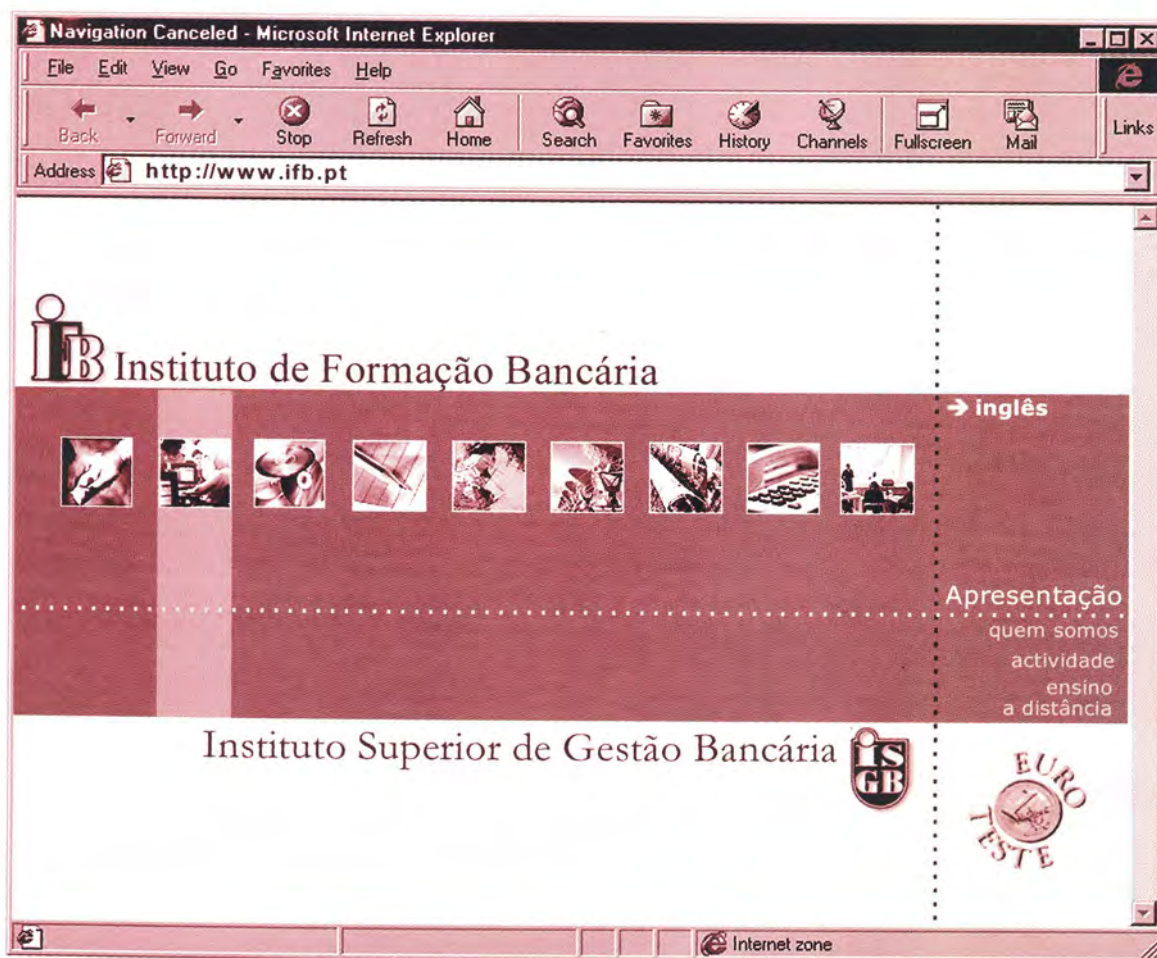 Navigation Canceled - Microsoft Internet Explorer
File Edit View Go Favorites Help
Back Forward Stop Refresh Home Search Favorites History Channels Fullscreen Mail Links
Address http://www.ifb.pt
IFB Instituto de Formação Bancária
→ inglês
Apresentação
quem somos
actividade
ensino
a distância
Instituto Superior de Gestão Bancária ISGB
EURO
TESTE
Internet zone